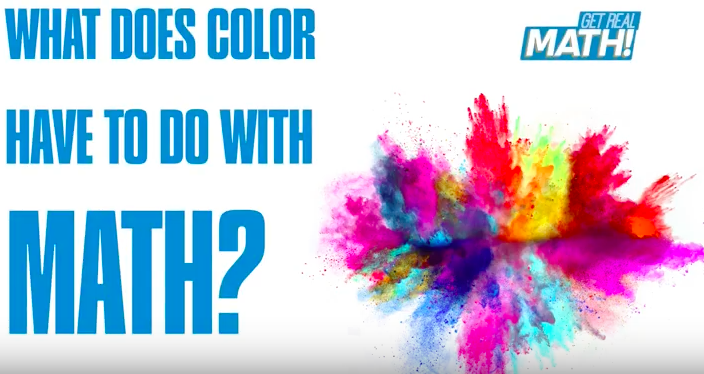 WHAT DOES COLOR
HAVE TO DO WITH
MATH?
GET REAL
MATH!